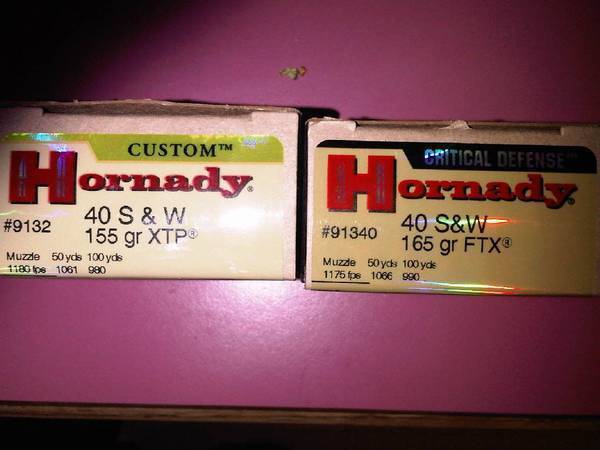 CUSTOM™
Hornady®
#9132
40 S & W
155 gr XTP®
Muzzle 50 yds 100 yds
1180 fps 1061 980
CRITICAL DEFENSE™
Hornady®
#91340
40 S&W
165 gr FTX®
Muzzle 50 yds 100 yds
1175 fps 1066 990